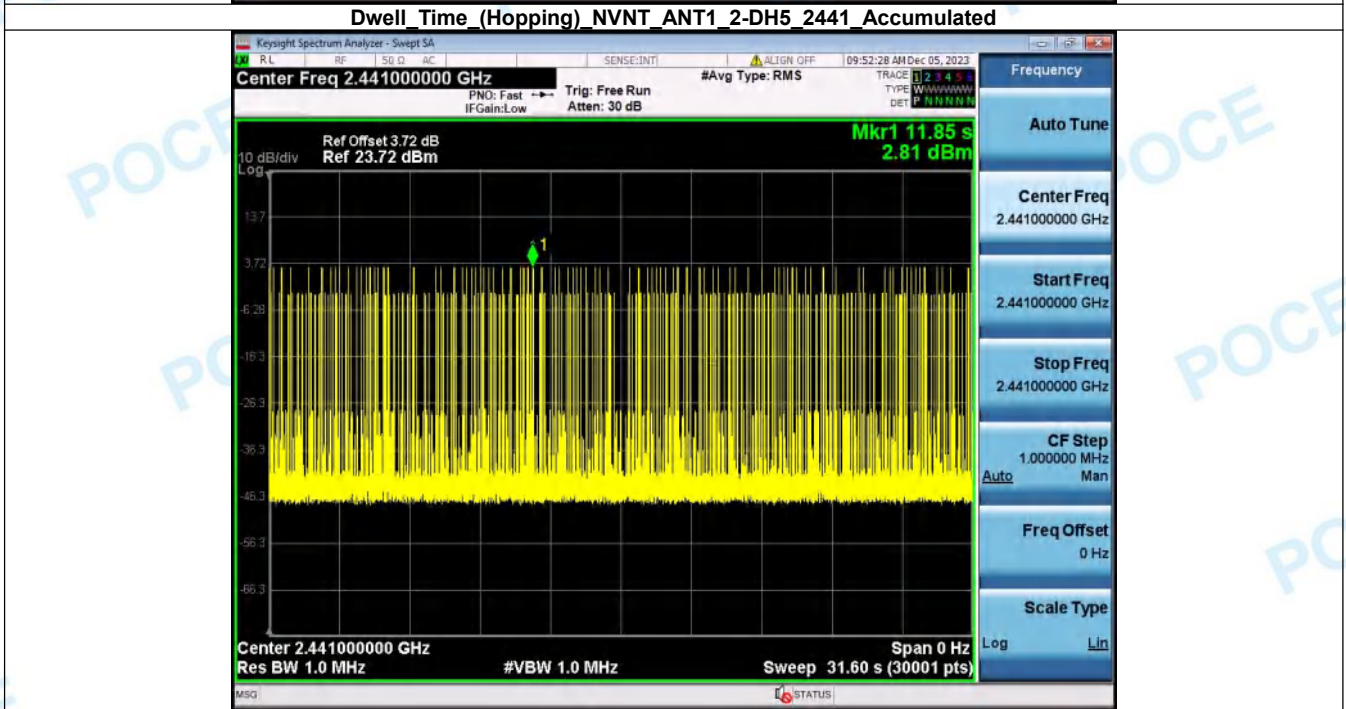 Dwell_Time_(Hopping)_NVNT_ANT1_2-DH5_2441_Accumulated
Keysight Spectrum Analyzer - Swept SA
LXI RL RF 50 Ω AC SENSE:INT ALIGN OFF 09:52:28 AM Dec 05, 2023
Center Freq 2.441000000 GHz
#Avg Type: RMS
TRACE 1 2 3 4 5 6
TYPE WWWWWW
DET P N N N N N
PNO: Fast
IFGain:Low
Trig: Free Run
Atten: 30 dB
Mkr1 11.85 s
2.81 dBm
Ref Offset 3.72 dB
Ref 23.72 dBm
10 dB/div
Log
1
13.7
3.72
-6.28
-16.3
-26.3
-36.3
-46.3
-56.3
-66.3
Center 2.441000000 GHz
Span 0 Hz
Res BW 1.0 MHz
#VBW 1.0 MHz
Sweep 31.60 s (30001 pts)
MSG
STATUS
Frequency
Auto Tune
Center Freq
2.441000000 GHz
Start Freq
2.441000000 GHz
Stop Freq
2.441000000 GHz
CF Step
1.000000 MHz
Auto Man
Freq Offset
0 Hz
Scale Type
Log Lin
POCE
POCE
POCE
POCE